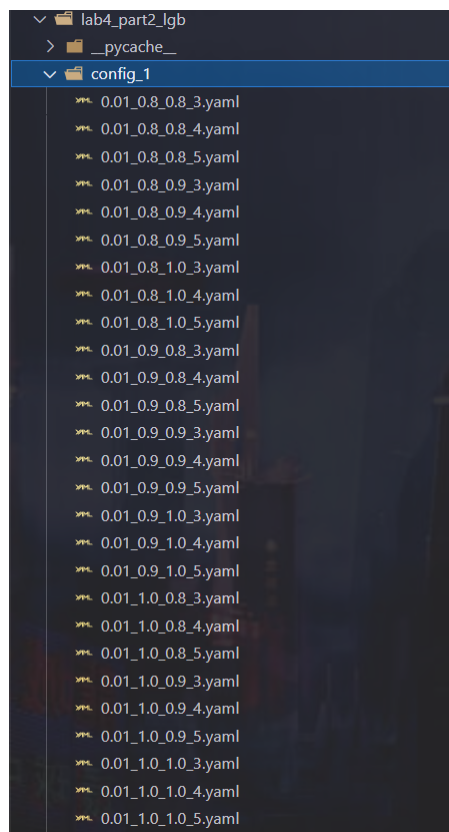 lab4_part2_lgb
__pycache__
config_1
0.01_0.8_0.8_3.yaml
0.01_0.8_0.8_4.yaml
0.01_0.8_0.8_5.yaml
0.01_0.8_0.9_3.yaml
0.01_0.8_0.9_4.yaml
0.01_0.8_0.9_5.yaml
0.01_0.8_1.0_3.yaml
0.01_0.8_1.0_4.yaml
0.01_0.8_1.0_5.yaml
0.01_0.9_0.8_3.yaml
0.01_0.9_0.8_4.yaml
0.01_0.9_0.8_5.yaml
0.01_0.9_0.9_3.yaml
0.01_0.9_0.9_4.yaml
0.01_0.9_0.9_5.yaml
0.01_0.9_1.0_3.yaml
0.01_0.9_1.0_4.yaml
0.01_0.9_1.0_5.yaml
0.01_1.0_0.8_3.yaml
0.01_1.0_0.8_4.yaml
0.01_1.0_0.8_5.yaml
0.01_1.0_0.9_3.yaml
0.01_1.0_0.9_4.yaml
0.01_1.0_0.9_5.yaml
0.01_1.0_1.0_3.yaml
0.01_1.0_1.0_4.yaml
0.01_1.0_1.0_5.yaml